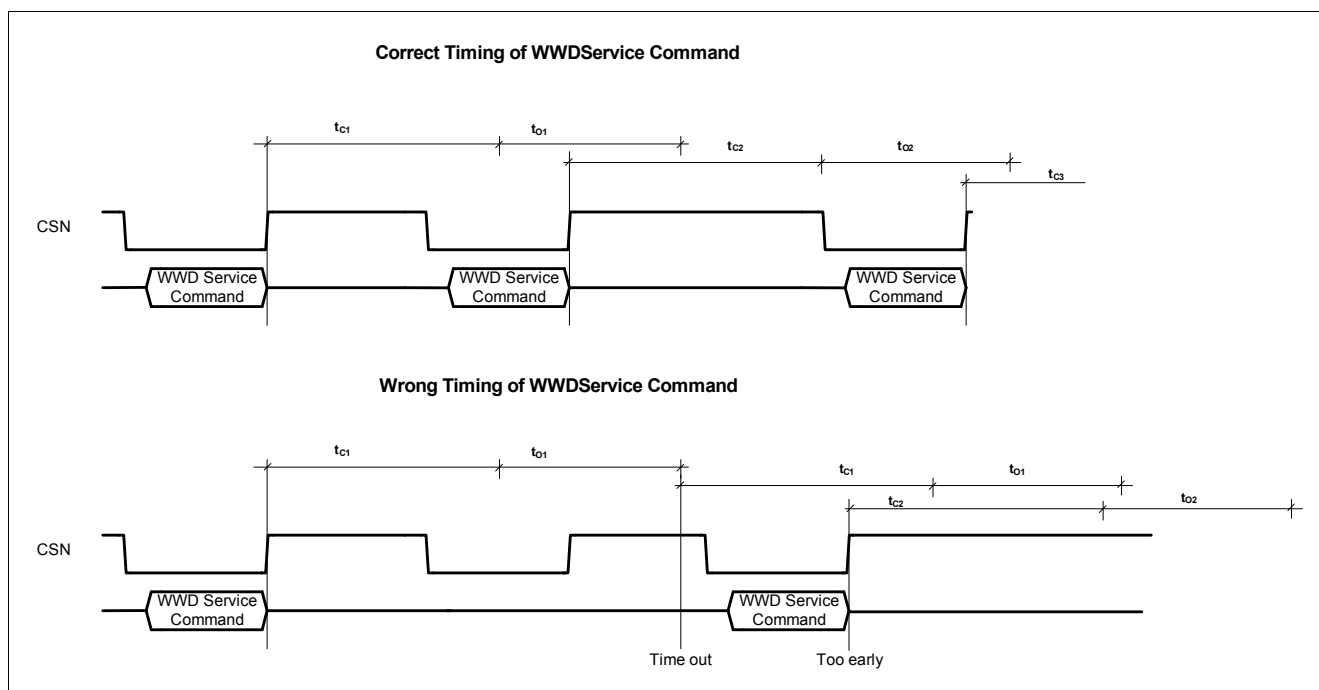 Correct Timing of WWDService Command
tC1
tO1
tC2
tO2
tC3
CSN
WWD Service
Command
WWD Service
Command
WWD Service
Command
Wrong Timing of WWDService Command
tC1
tO1
tC1
tO1
tC2
tO2
CSN
WWD Service
Command
WWD Service
Command
Time out
Too early